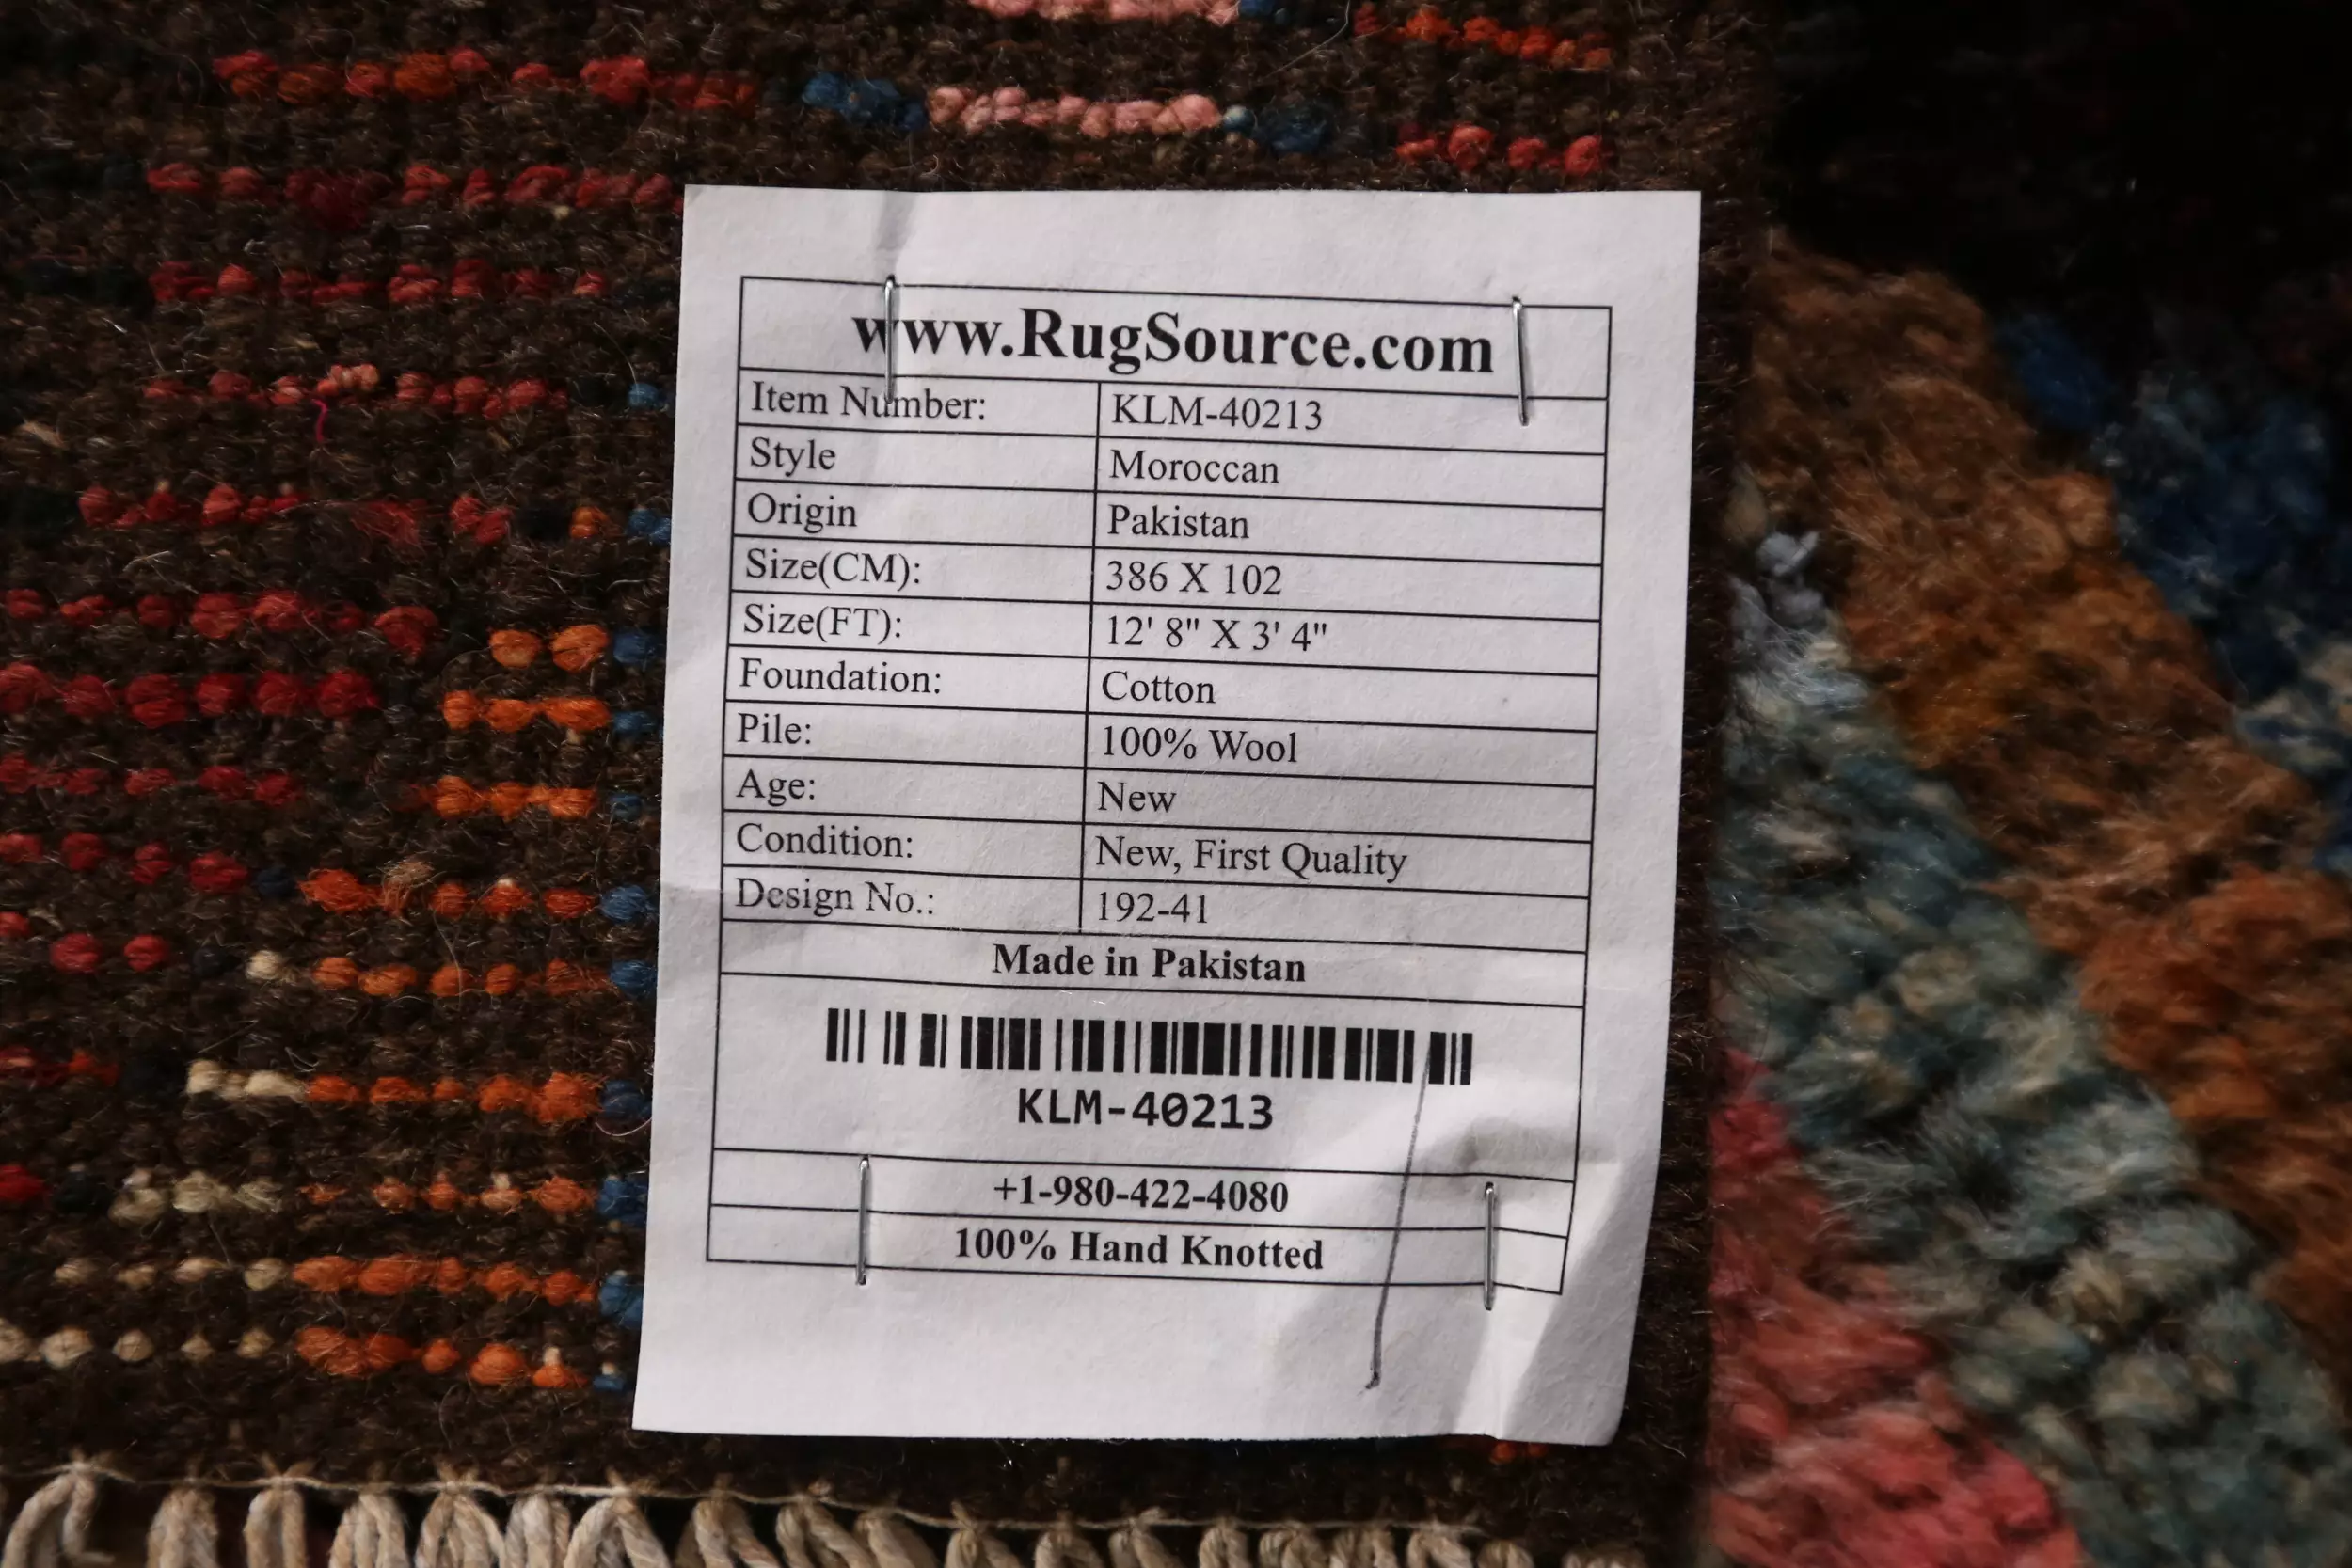 www.RugSource.com
Item Number: KLM-40213
Style Moroccan
Origin Pakistan
Size(CM): 386 X 102
Size(FT): 12' 8" X 3' 4"
Foundation: Cotton
Pile: 100% Wool
Age: New
Condition: New, First Quality
Design No.: 192-41
Made in Pakistan
KLM-40213
+1-980-422-4080
100% Hand Knotted